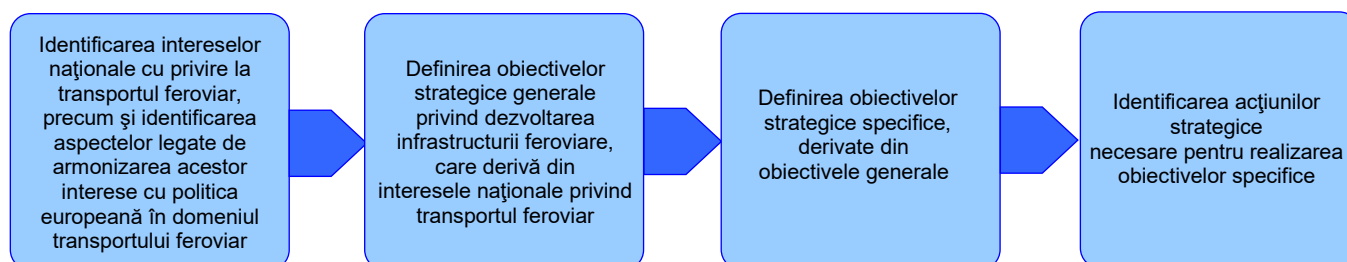 Identificarea intereselor
naţionale cu privire la
transportul feroviar,
precum şi identificarea
aspectelor legate de
armonizarea acestor
interese cu politica
europeană în domeniul
transportului feroviar
Definirea obiectivelor
strategice generale
privind dezvoltarea
infrastructurii feroviare,
care derivă din
interesele naţionale privind
transportul feroviar
Definirea obiectivelor
strategice specifice,
derivate din
obiectivele generale
Identificarea acţiunilor
strategice
necesare pentru realizarea
obiectivelor specifice